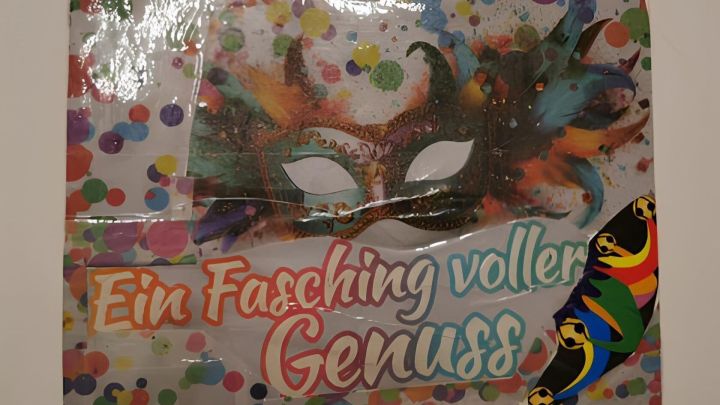 Ein Fasching voller
Genuss